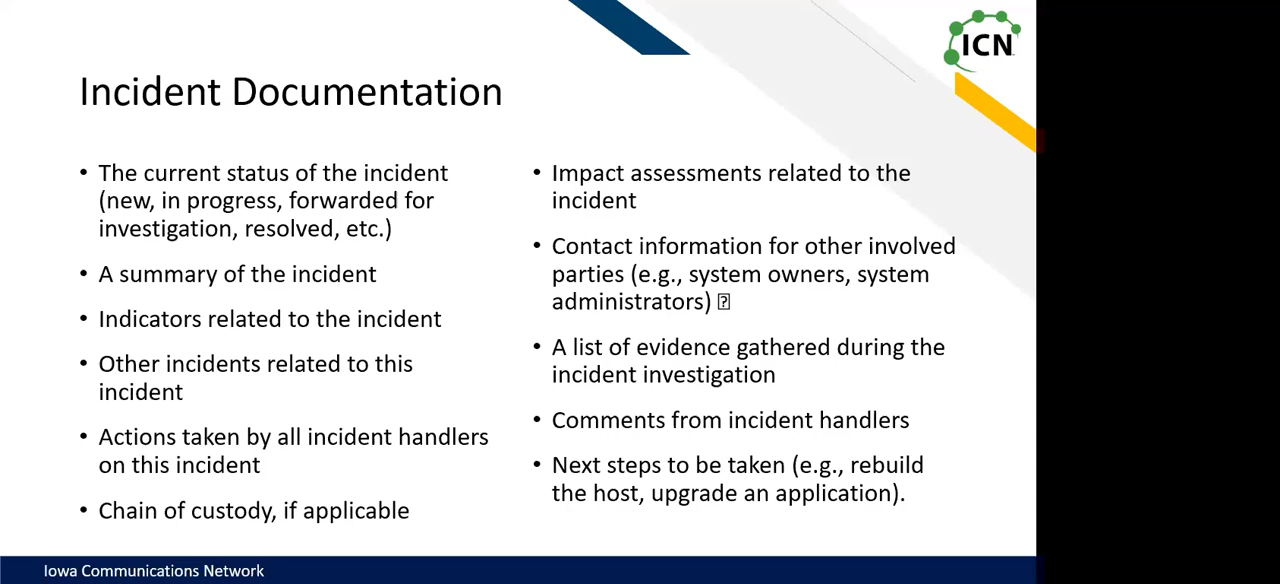 ICN
Incident Documentation
• The current status of the incident
(new, in progress, forwarded for
investigation, resolved, etc.)
• A summary of the incident
• Indicators related to the incident
• Other incidents related to this
incident
• Actions taken by all incident handlers
on this incident
• Chain of custody, if applicable
• Impact assessments related to the
incident
• Contact information for other involved
parties (e.g., system owners, system
administrators) 
• A list of evidence gathered during the
incident investigation
• Comments from incident handlers
• Next steps to be taken (e.g., rebuild
the host, upgrade an application).
Iowa Communications Network